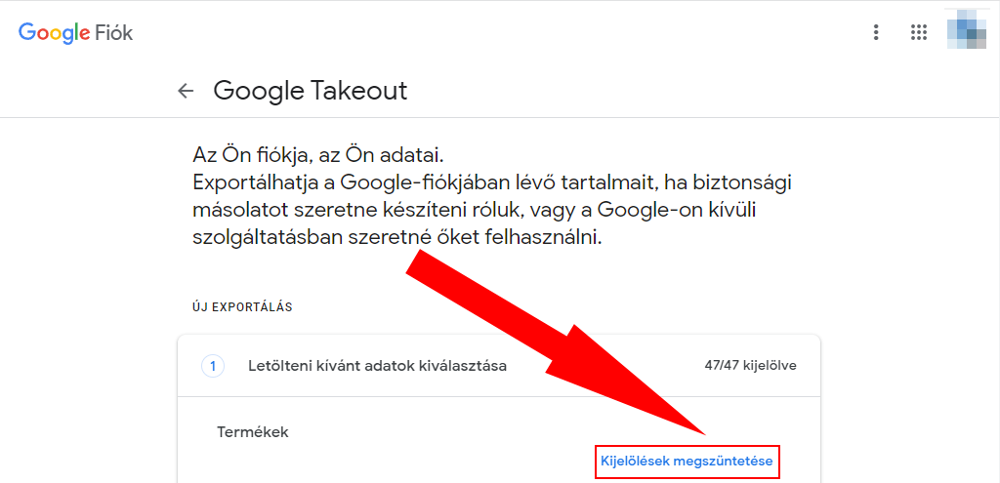 Google Fiók
Google Takeout
Az Ön fiókja, az Ön adatai.
Exportálhatja a Google-fiókjában lévő tartalmait, ha biztonsági
másolatot szeretne készíteni róluk, vagy a Google-on kívüli
szolgáltatásban szeretné őket felhasználni.
ÚJ EXPORTÁLÁS
1 Letölteni kívánt adatok kiválasztása 47/47 kijelölve
Termékek
Kijelölések megszüntetése